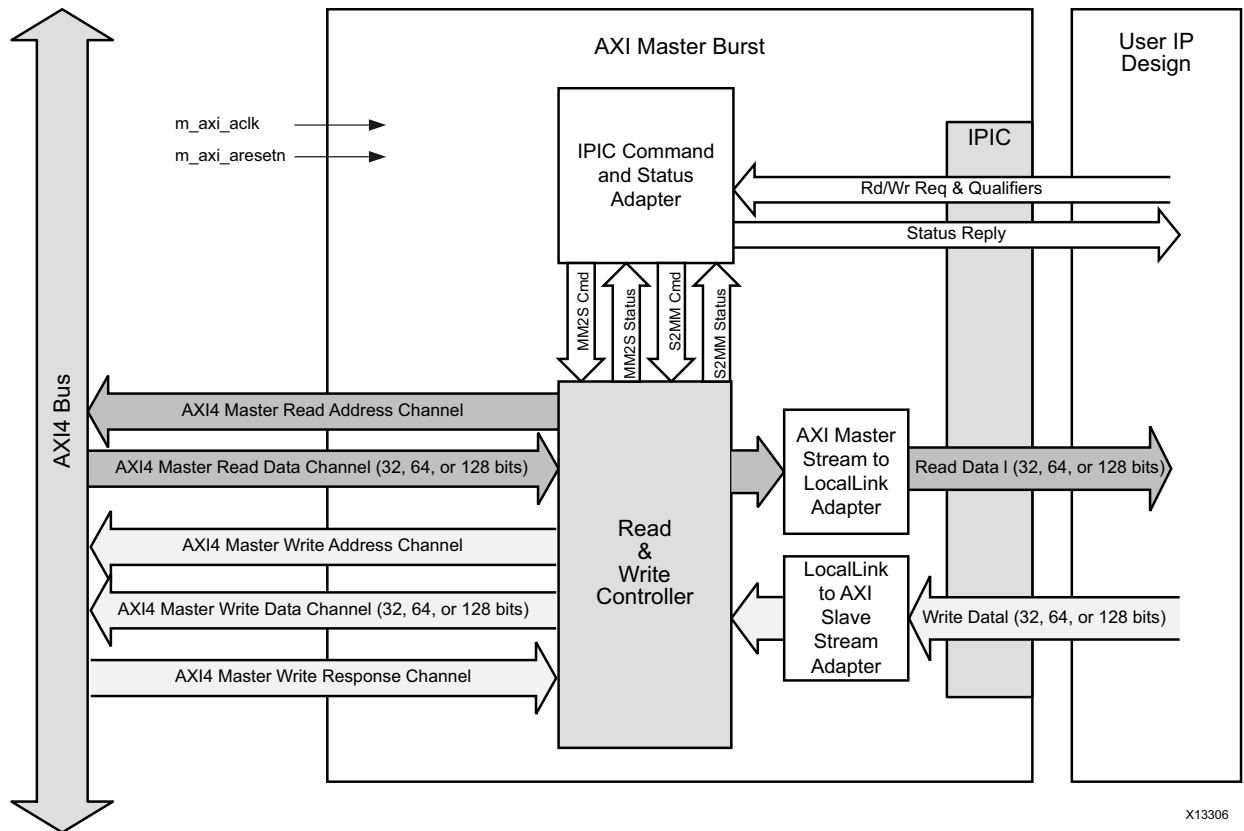 AXI Master Burst
User IP
Design
m_axi_aclk
m_axi_aresetn
IPIC Command
and Status
Adapter
IPIC
Rd/Wr Req & Qualifiers
Status Reply
MM2S Cmd
MM2S Status
S2MM Cmd
S2MM Status
AXI4 Bus
AXI4 Master Read Address Channel
AXI4 Master Read Data Channel (32, 64, or 128 bits)
AXI4 Master Write Address Channel
AXI4 Master Write Data Channel (32, 64, or 128 bits)
AXI4 Master Write Response Channel
Read
&
Write
Controller
AXI Master
Stream to
LocalLink
Adapter
Read Data l (32, 64, or 128 bits)
LocalLink
to AXI
Slave
Stream
Adapter
Write Datal (32, 64, or 128 bits)
X13306